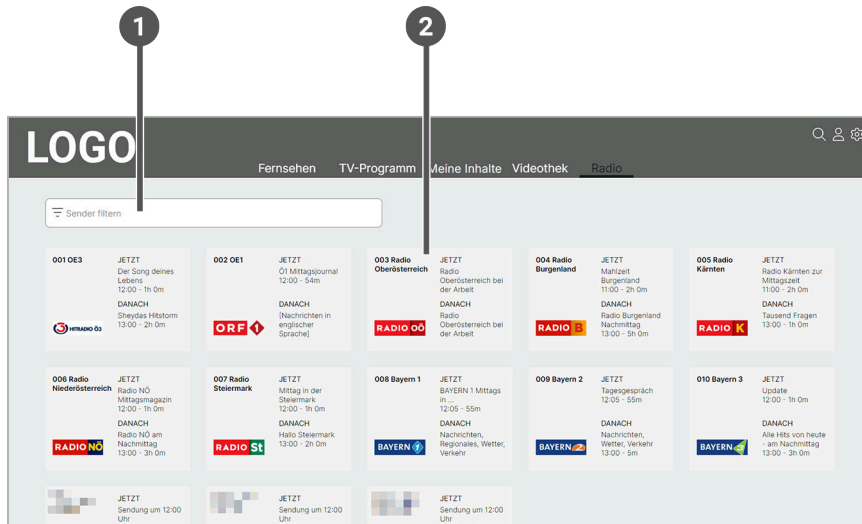 1
2
LOGO
Fernsehen
TV-Programm
Meine Inhalte
Videothek
Radio
Sender filtern
001 OE3
JETZT
Der Song deines
Lebens
12:00 - 1h 0m
DANACH
Sheydas Hitstorm
13:00 - 2h 0m
HITRADIO Ö3
002 OE1
JETZT
Ö1 Mittagsjournal
12:00 - 54m
DANACH
[Nachrichten in
englischer
Sprache]
ORF 1
003 Radio
Oberösterreich
JETZT
Radio
Oberösterreich bei
der Arbeit
DANACH
Radio
Oberösterreich bei
der Arbeit
RADIO OÖ
004 Radio
Burgenland
JETZT
Mahlzeit
Burgenland
11:00 - 2h 0m
DANACH
Radio Burgenland
Nachmittag
13:00 - 5h 0m
RADIO B
005 Radio
Kärnten
JETZT
Radio Kärnten zur
Mittagszeit
11:00 - 2h 0m
DANACH
Tausend Fragen
13:00 - 1h 0m
RADIO K
006 Radio
Niederösterreich
JETZT
Radio NÖ
Mittagsmagazin
12:00 - 1h 0m
DANACH
Radio NÖ am
Nachmittag
13:00 - 3h 0m
RADIO NÖ
007 Radio
Steiermark
JETZT
Mittag in der
Steiermark
12:00 - 1h 0m
DANACH
Hallo Steiermark
13:00 - 2h 0m
RADIO St
008 Bayern 1
JETZT
BAYERN 1 Mittags
in ...
12:05 - 55m
DANACH
Nachrichten,
Regionales, Wetter,
Verkehr
BAYERN 1
009 Bayern 2
JETZT
Tagesgespräch
12:05 - 55m
DANACH
Nachrichten,
Wetter, Verkehr
13:00 - 5m
BAYERN 2
010 Bayern 3
JETZT
Update
12:00 - 1h 0m
DANACH
Alle Hits von heute
- am Nachmittag
13:00 - 3h 0m
BAYERN 3
JETZT
Sendung um 12:00
Uhr
JETZT
Sendung um 12:00
Uhr
JETZT
Sendung um 12:00
Uhr